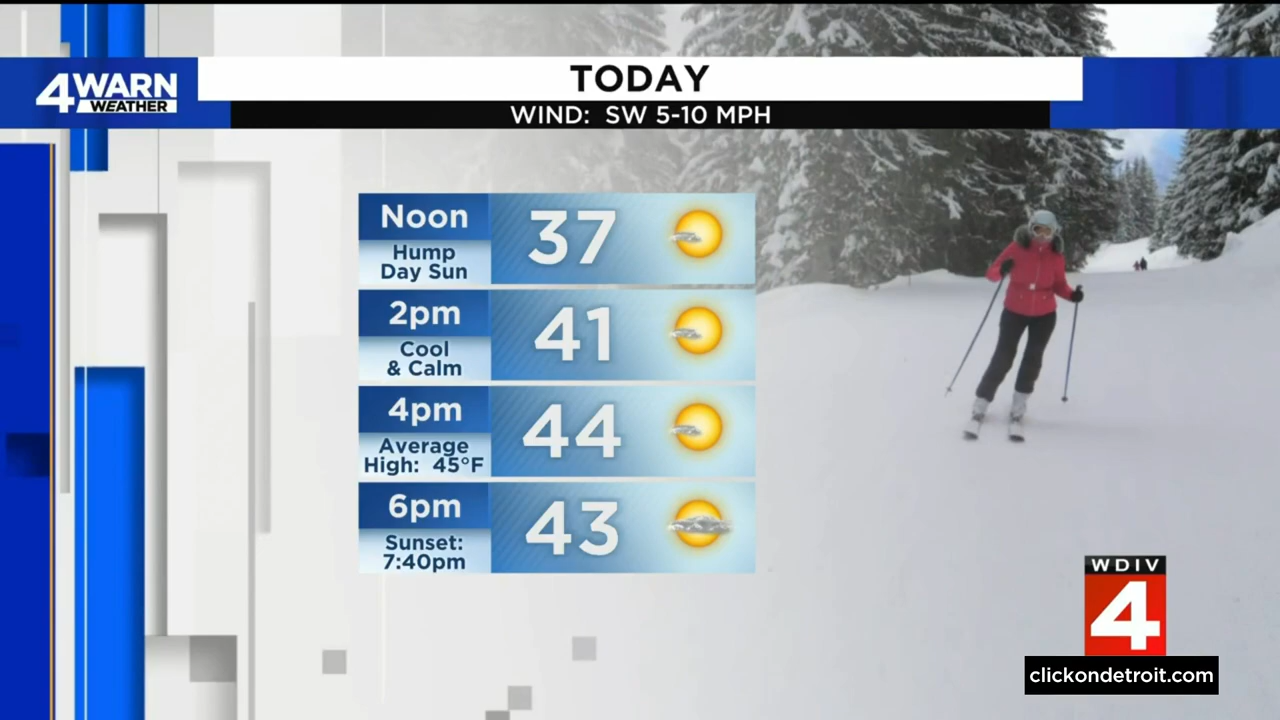 4WARN
WEATHER
TODAY
WIND: SW 5-10 MPH
Noon
Hump
Day Sun
37
2pm
Cool
& Calm
41
4pm
Average
High: 45°F
44
6pm
Sunset:
7:40pm
43
WDIV
4
clickondetroit.com